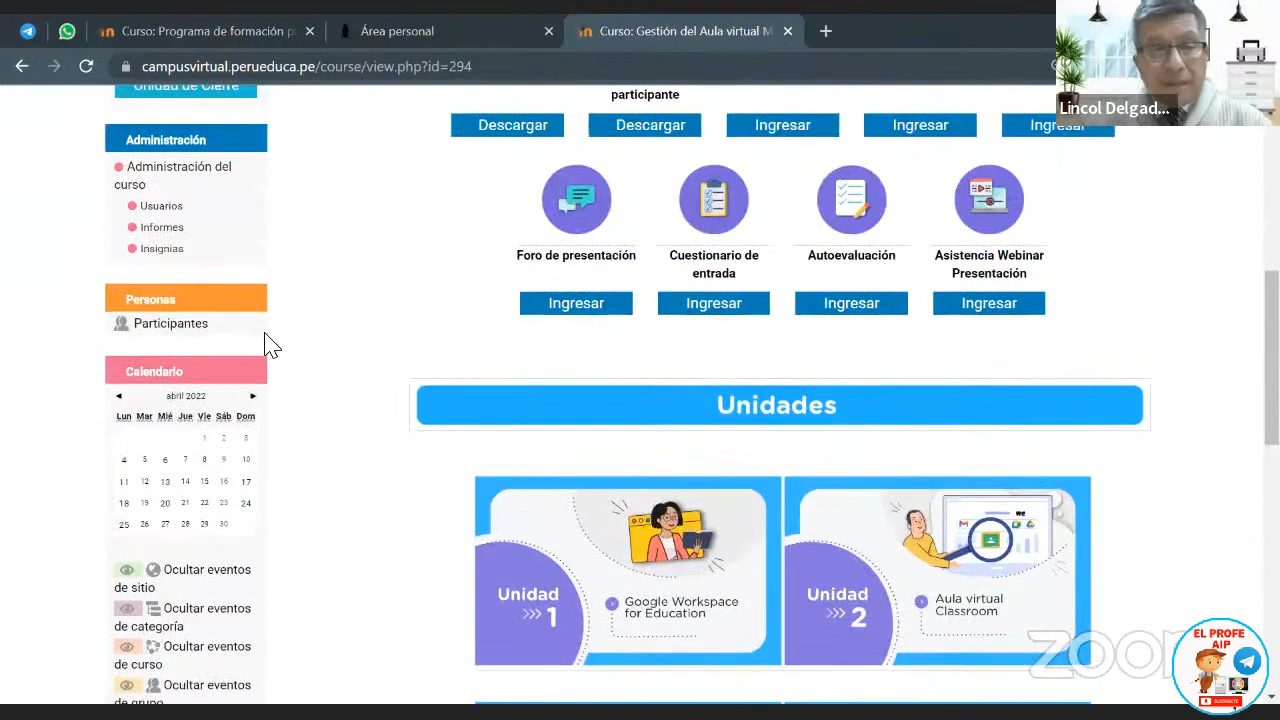 Curso: Programa de formación p
Área personal
Curso: Gestión del Aula virtual M
campusvirtual.perueduca.pe/course/view.php?id=294
Lincol Delgad...
Unidad de Cierre
Administración
Administración del
curso
Usuarios
Informes
Insignias
Personas
Participantes
Calendario
◄ abril 2022 ►
Lun Mar Mié Jue Vie Sáb Dom
1 2 3
4 5 6 7 8 9 10
11 12 13 14 15 16 17
18 19 20 21 22 23 24
25 26 27 28 29 30
Ocultar eventos
de sitio
Ocultar eventos
de categoría
Ocultar eventos
de curso
Ocultar eventos
de grupo
participante
Descargar Descargar Ingresar Ingresar Ingresar
Foro de presentación
Cuestionario de
entrada
Autoevaluación
Asistencia Webinar
Presentación
Ingresar Ingresar Ingresar Ingresar
Unidades
Unidad
>>> 1
Google Workspace
for Education
Unidad
>>> 2
Aula virtual
Classroom
zoom
EL PROFE
AIP
SUSCRIBETE